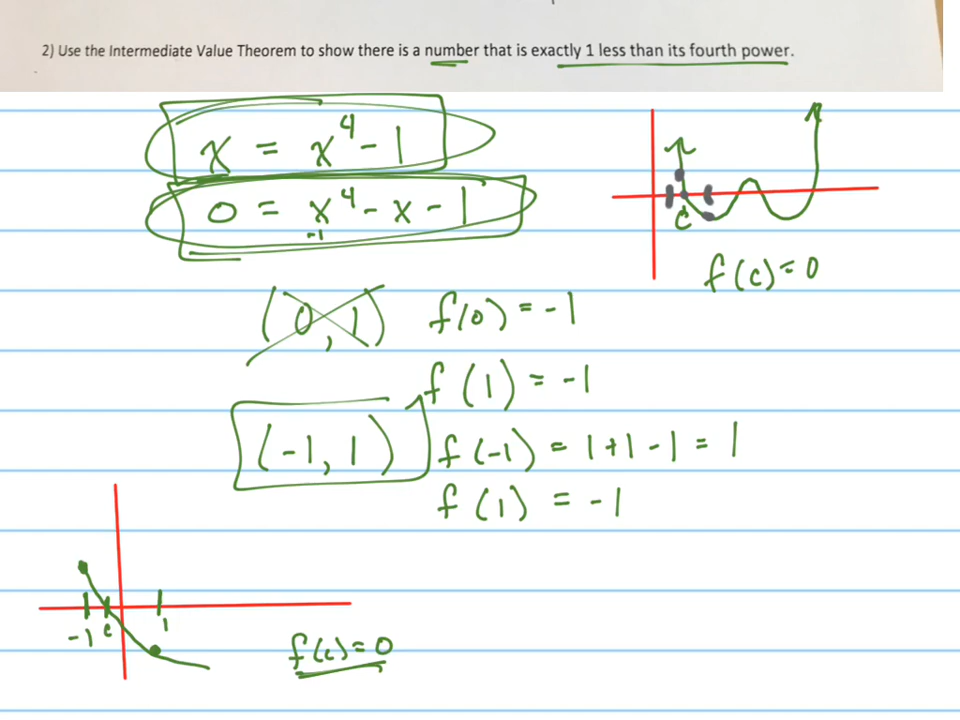 2) Use the Intermediate Value Theorem to show there is a number that is exactly 1 less than its fourth power.
x = x⁴ - 1
0 = x⁴ - x - 1
-1
c
f(c) = 0
(0, 1) f(0) = -1
f(1) = -1
(-1, 1) f(-1) = 1+1-1 = 1
f(1) = -1
-1 c 1
f(c) = 0